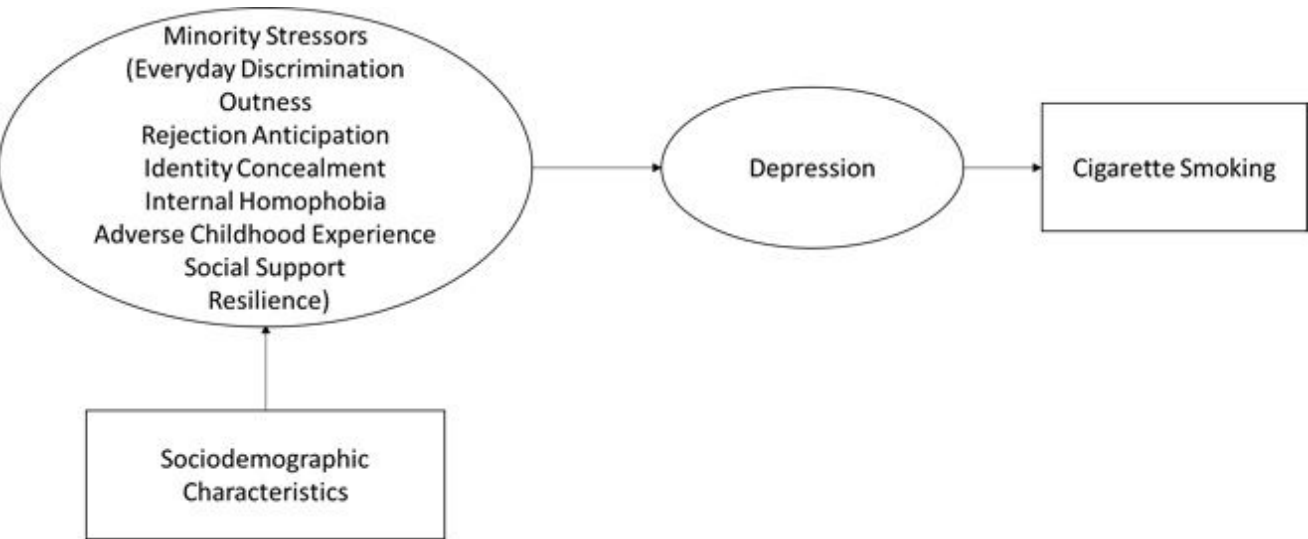 Minority Stressors
(Everyday Discrimination
Outness
Rejection Anticipation
Identity Concealment
Internal Homophobia
Adverse Childhood Experience
Social Support
Resilience)
Depression
Cigarette Smoking
Sociodemographic
Characteristics